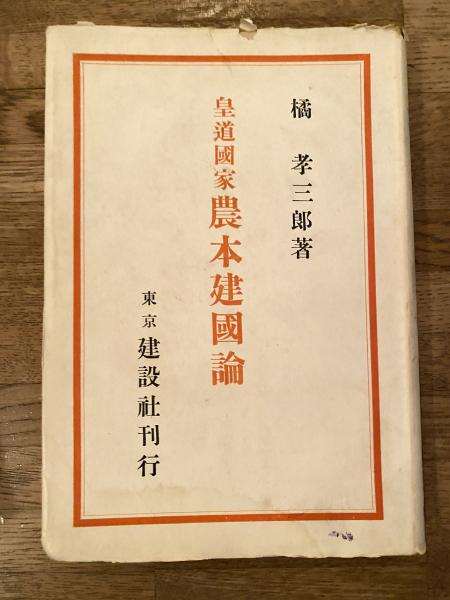 橘 孝三郎著
皇道國家 農本建國論
東京 建設社刊行